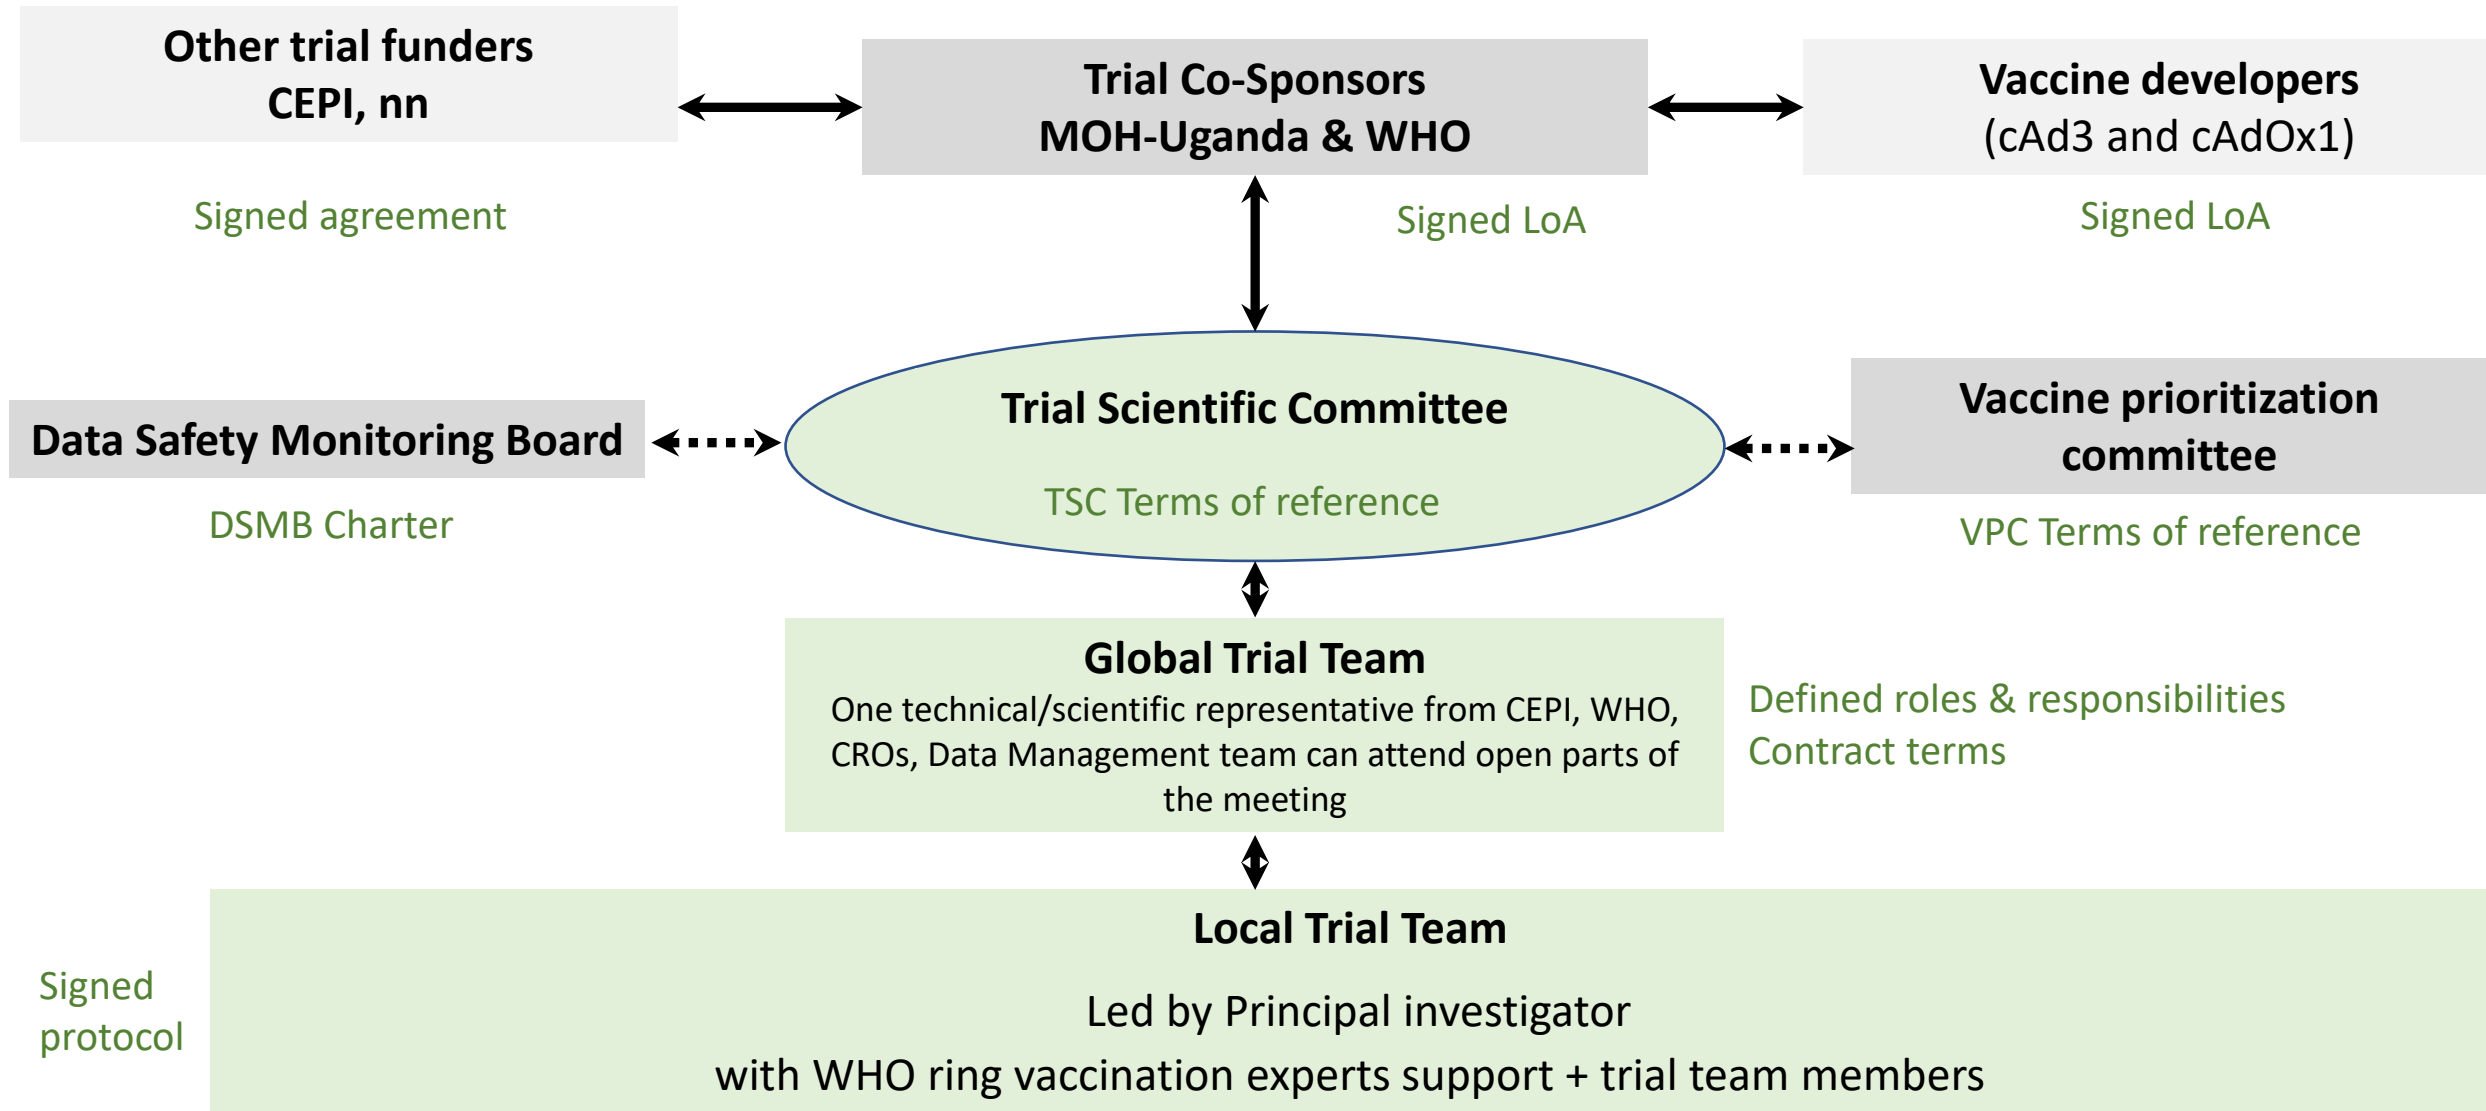 Other trial funders
CEPI, nn
Trial Co-Sponsors
MOH-Uganda & WHO
Vaccine developers
(cAd3 and cAdOx1)
Signed agreement
Signed LoA
Signed LoA
Trial Scientific Committee
TSC Terms of reference
Data Safety Monitoring Board
DSMB Charter
Vaccine prioritization
committee
VPC Terms of reference
Global Trial Team
One technical/scientific representative from CEPI, WHO,
CROs, Data Management team can attend open parts of
the meeting
Defined roles & responsibilities
Contract terms
Local Trial Team
Signed
protocol
Led by Principal investigator
with WHO ring vaccination experts support + trial team members